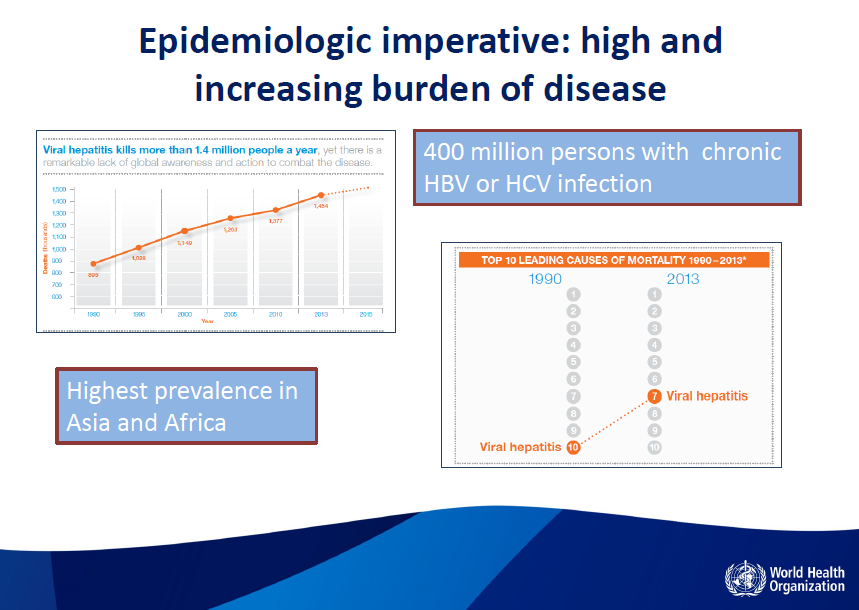 Epidemiologic imperative: high and
increasing burden of disease
Viral hepatitis kills more than 1.4 million people a year, yet there is a
remarkable lack of global awareness and action to combat the disease.
Deaths (thousands)
1,500
1,400
1,300
1,200
1,100
1,000
900
800
700
600
1,149
1,377
1,454
1990 1995 2000 2005 2010 2013 2015
Year
400 million persons with chronic
HBV or HCV infection
TOP 10 LEADING CAUSES OF MORTALITY 1990–2013*
1990 2013
1 1
2 2
3 3
4 4
5 5
6 6
7 7 Viral hepatitis
8 8
9 9
Viral hepatitis 10 10
Highest prevalence in
Asia and Africa
World Health
Organization